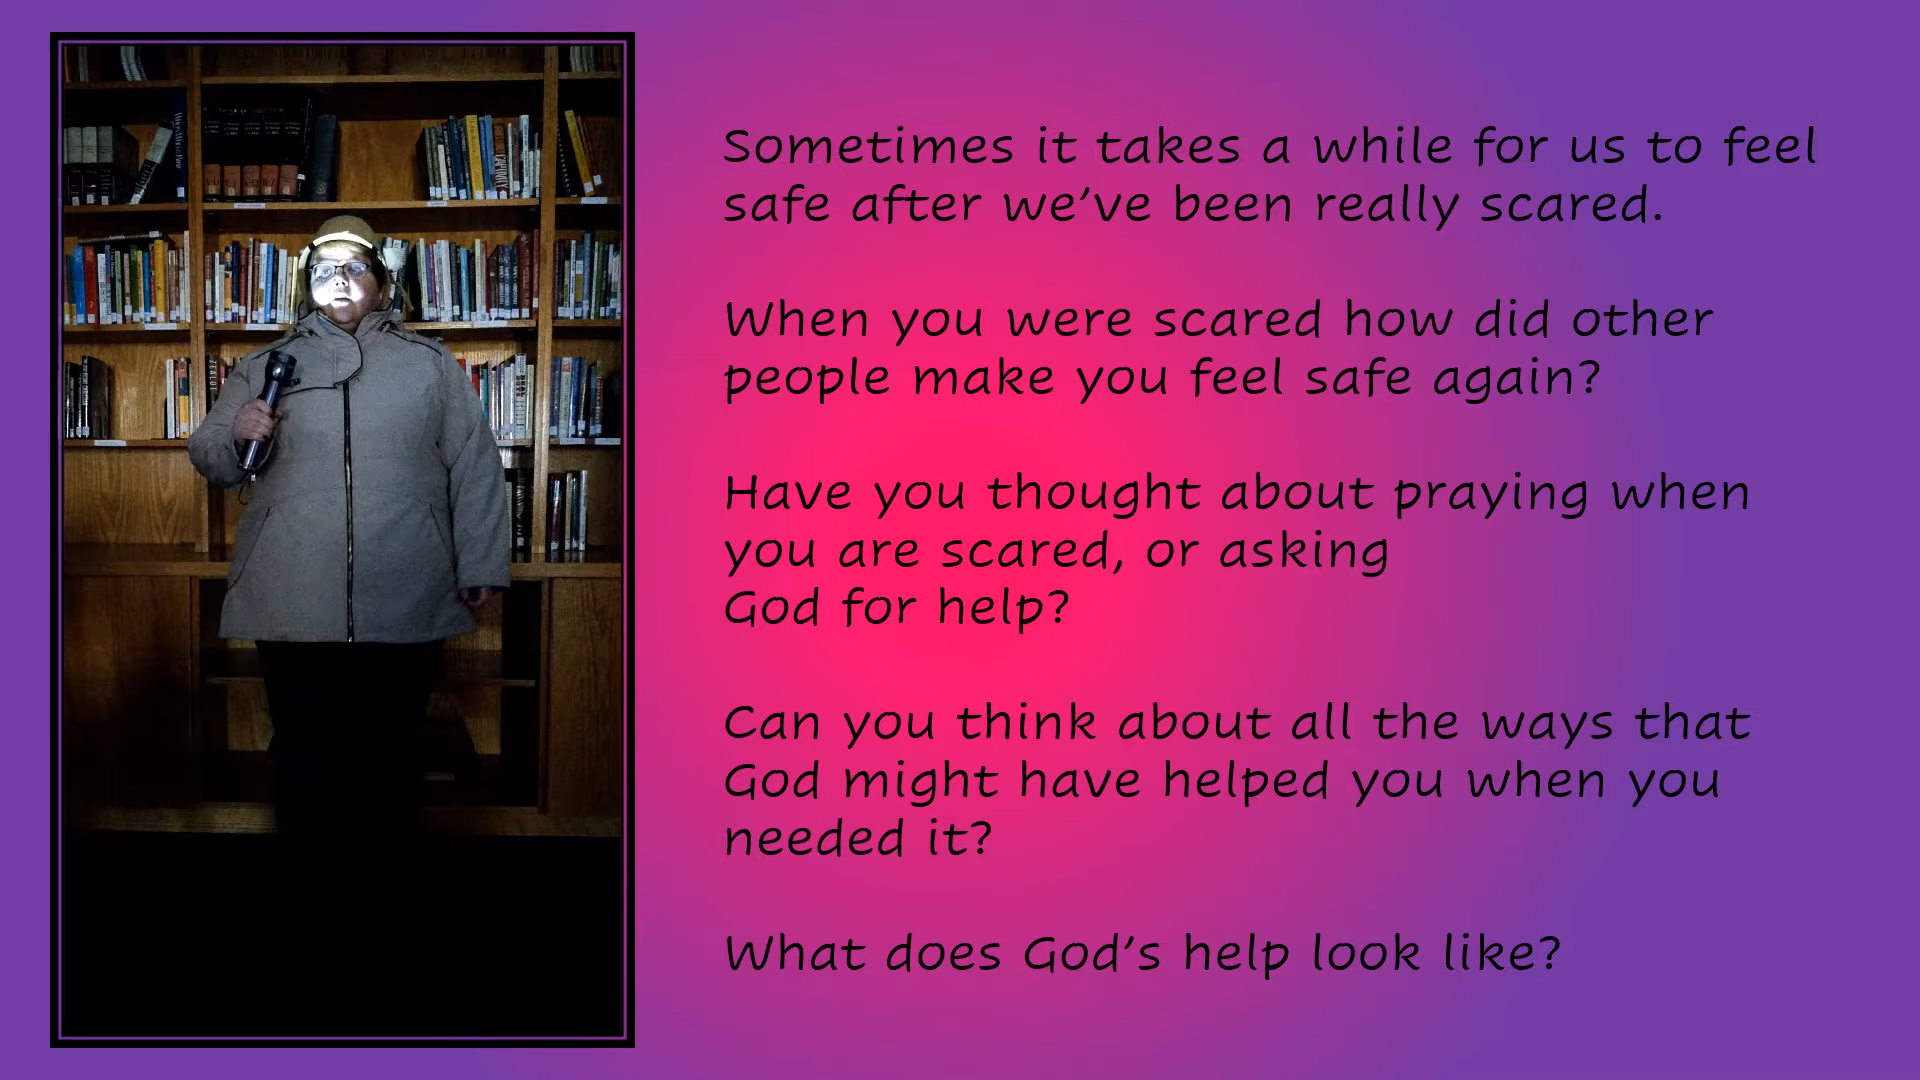 Sometimes it takes a while for us to feel
safe after we've been really scared.
When you were scared how did other
people make you feel safe again?
Have you thought about praying when
you are scared, or asking
God for help?
Can you think about all the ways that
God might have helped you when you
needed it?
What does God's help look like?